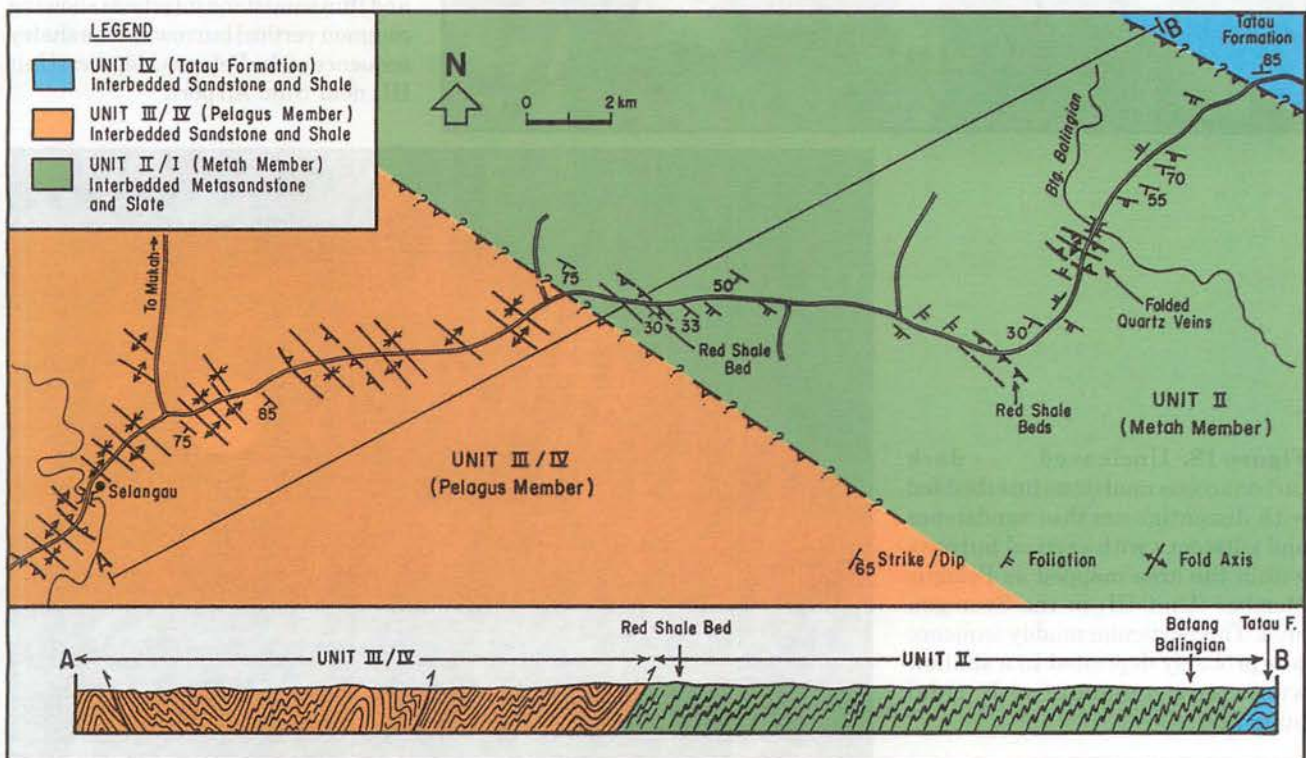 LEGEND
UNIT IV (Tatau Formation)
Interbedded Sandstone and Shale
UNIT III/IV (Pelagus Member)
Interbedded Sandstone and Shale
UNIT II/I (Metah Member)
Interbedded Metasandstone
and Slate
N
0 2 km
B
Tatau
Formation
85
Btg. Balingian
70
55
To Mukah
? ? ? ? ? ? ? ? ? ? ? ?
75
50
30 33
Red Shale
Bed
30
Folded
Quartz Veins
Red Shale
Beds
UNIT II
(Metah Member)
85
75
UNIT III/IV
(Pelagus Member)
Selangau
A
65 Strike/Dip Foliation Fold Axis
Red Shale Bed
Batang
Balingian
Tatau F.
A UNIT III/IV UNIT II B